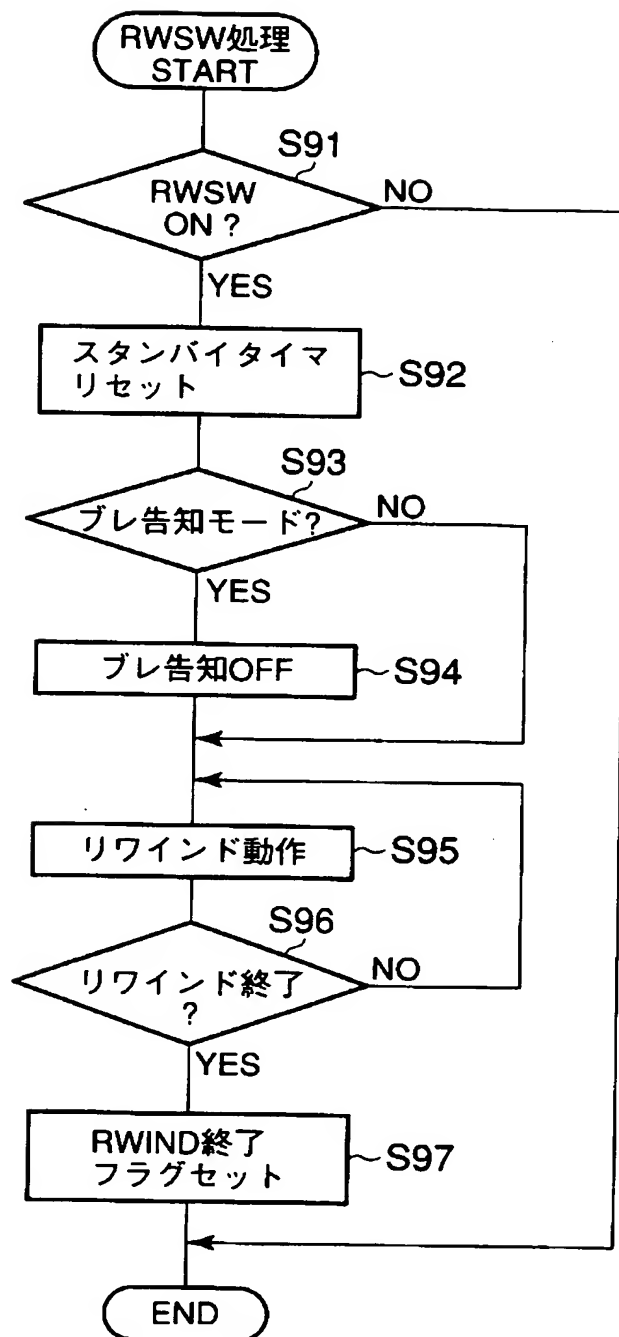 RWSW処理
START
S91
RWSW
ON ?
NO
YES
スタンバイタイマ
リセット
S92
S93
ブレ告知モード?
NO
YES
ブレ告知OFF
S94
リワインド動作
S95
S96
リワインド終了
?
NO
YES
RWIND終了
フラグセット
S97
END